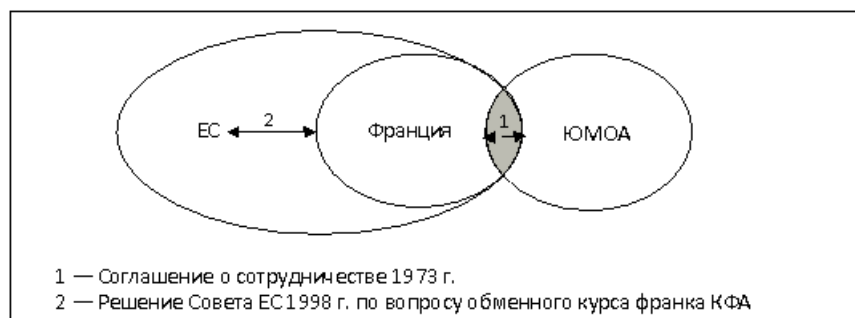 ЕС
2
Франция
1
ЮМОА
1 — Соглашение о сотрудничестве 1973 г.
2 — Решение Совета ЕС 1998 г. по вопросу обменного курса франка КФА